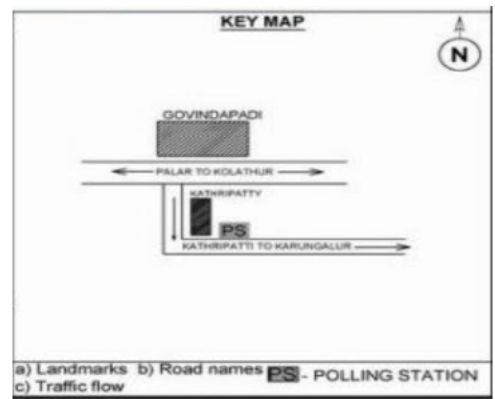 KEY MAP
N
GOVINDAPADI
PALAR TO KOLATHUR
KATHRIPATTY
PS
KATHRIPATTI TO KARUNGALUR
a) Landmarks b) Road names PS - POLLING STATION
c) Traffic flow